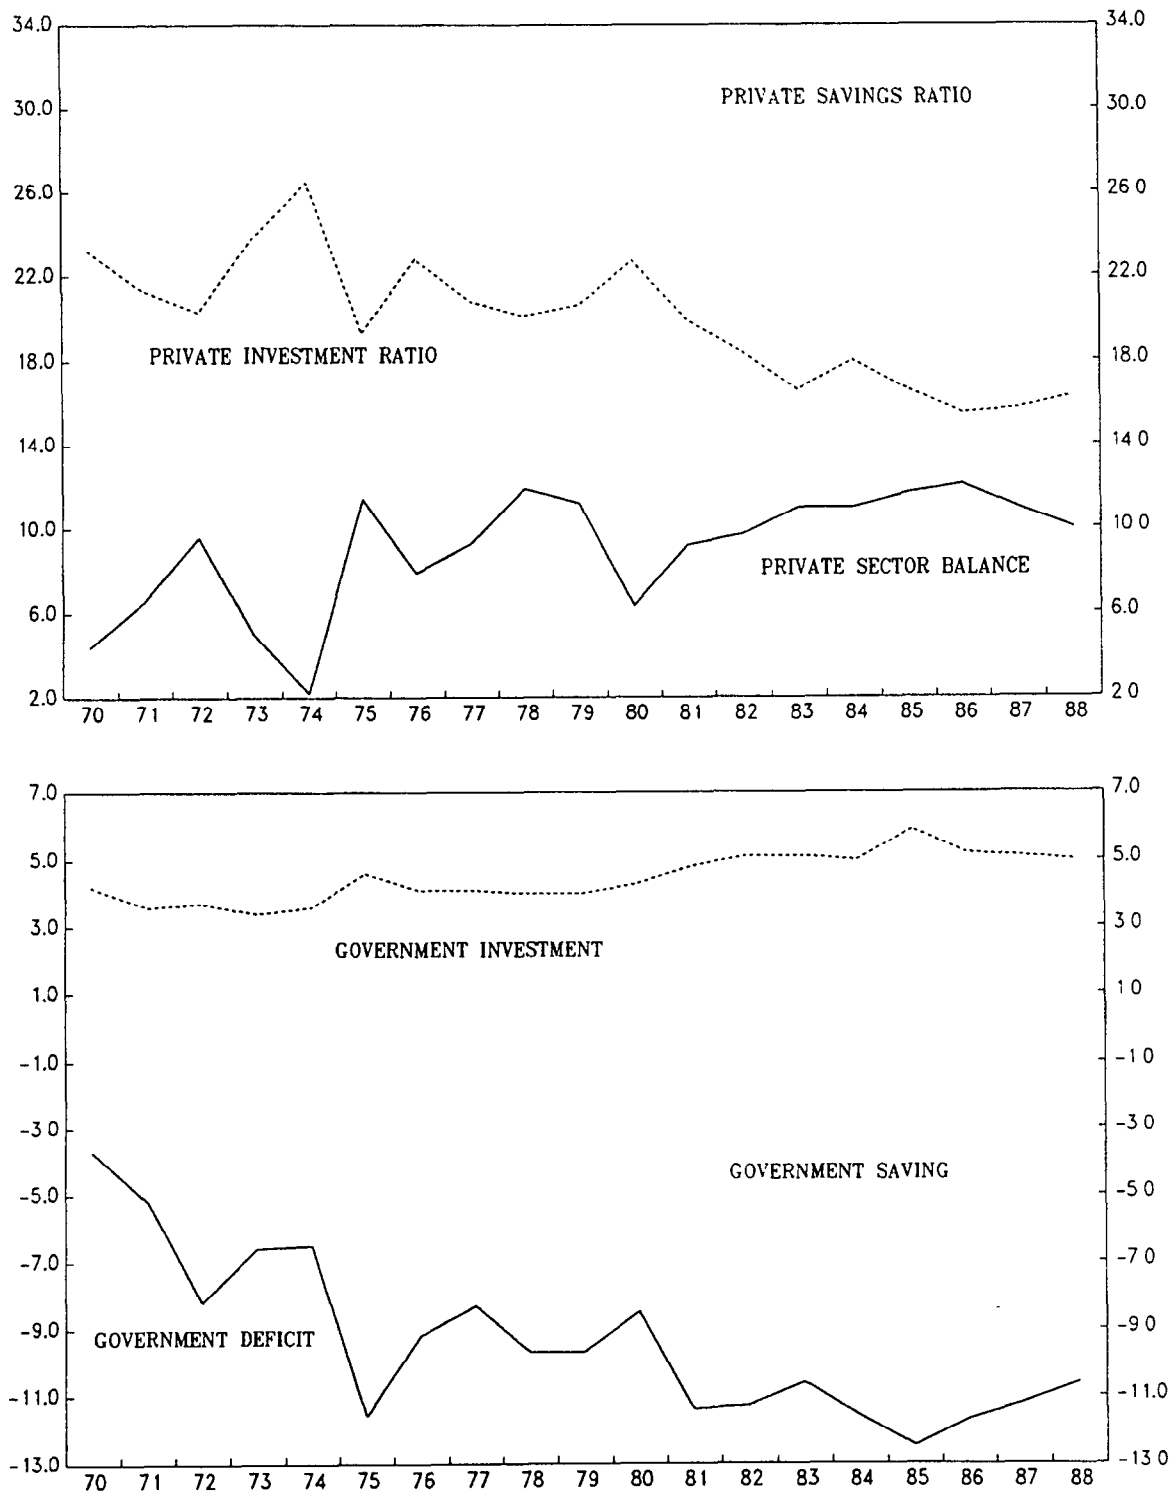 34.0 34.0
PRIVATE SAVINGS RATIO
30.0 30.0
26.0 26 0
22.0 22.0
PRIVATE INVESTMENT RATIO
18.0 18.0
14.0 14 0
10.0 10 0
PRIVATE SECTOR BALANCE
6.0 6.0
2.0 2 0
70 71 72 73 74 75 76 77 78 79 80 81 82 83 84 85 86 87 88
7.0 7.0
5.0 5.0
3.0 3 0
GOVERNMENT INVESTMENT
1.0 1 0
-1.0 -1 0
-3 0 -3 0
GOVERNMENT SAVING
-5.0 -5 0
-7.0 -7 0
-9.0 -9 0
GOVERNMENT DEFICIT
-11.0 -11.0
-13.0 -13 0
70 71 72 73 74 75 76 77 78 79 80 81 82 83 84 85 86 87 88